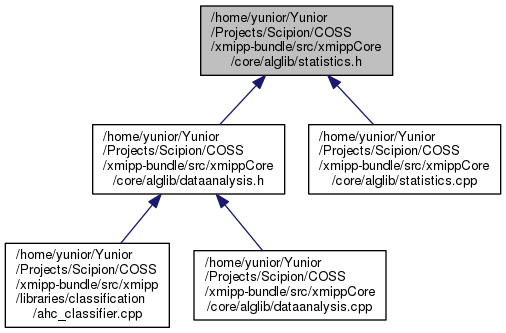 /home/yunior/Yunior
/Projects/Scipion/COSS
/xmipp-bundle/src/xmippCore
/core/alglib/statistics.h
/home/yunior/Yunior
/Projects/Scipion/COSS
/xmipp-bundle/src/xmippCore
/core/alglib/dataanalysis.h
/home/yunior/Yunior
/Projects/Scipion/COSS
/xmipp-bundle/src/xmippCore
/core/alglib/statistics.cpp
/home/yunior/Yunior
/Projects/Scipion/COSS
/xmipp-bundle/src/xmipp
/libraries/classification
/ahc_classifier.cpp
/home/yunior/Yunior
/Projects/Scipion/COSS
/xmipp-bundle/src/xmippCore
/core/alglib/dataanalysis.cpp